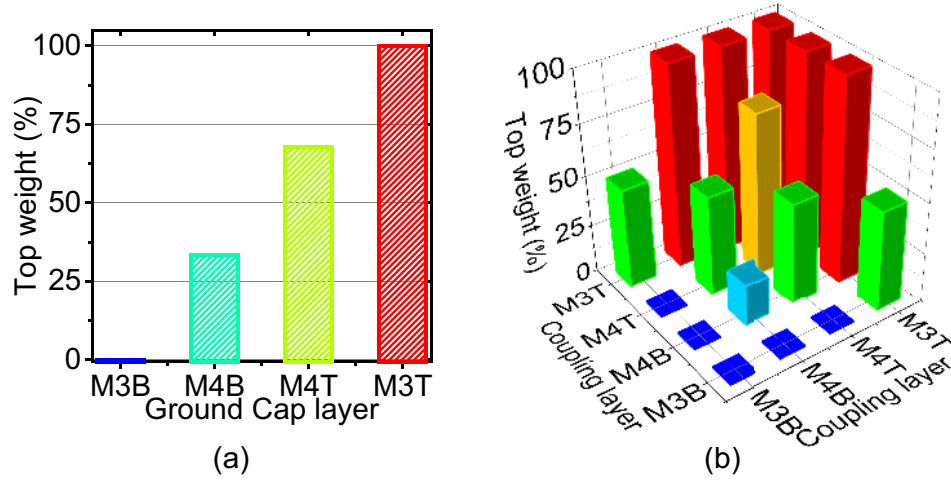 100
75
50
25
0
Top weight (%)
M3B M4B M4T M3T
Ground Cap layer
(a)
100
75
50
25
0
Top weight (%)
M3T
M4T
M4B
M3B
Coupling layer
M3BC
M4B
M4T
M3T
Coupling layer
(b)